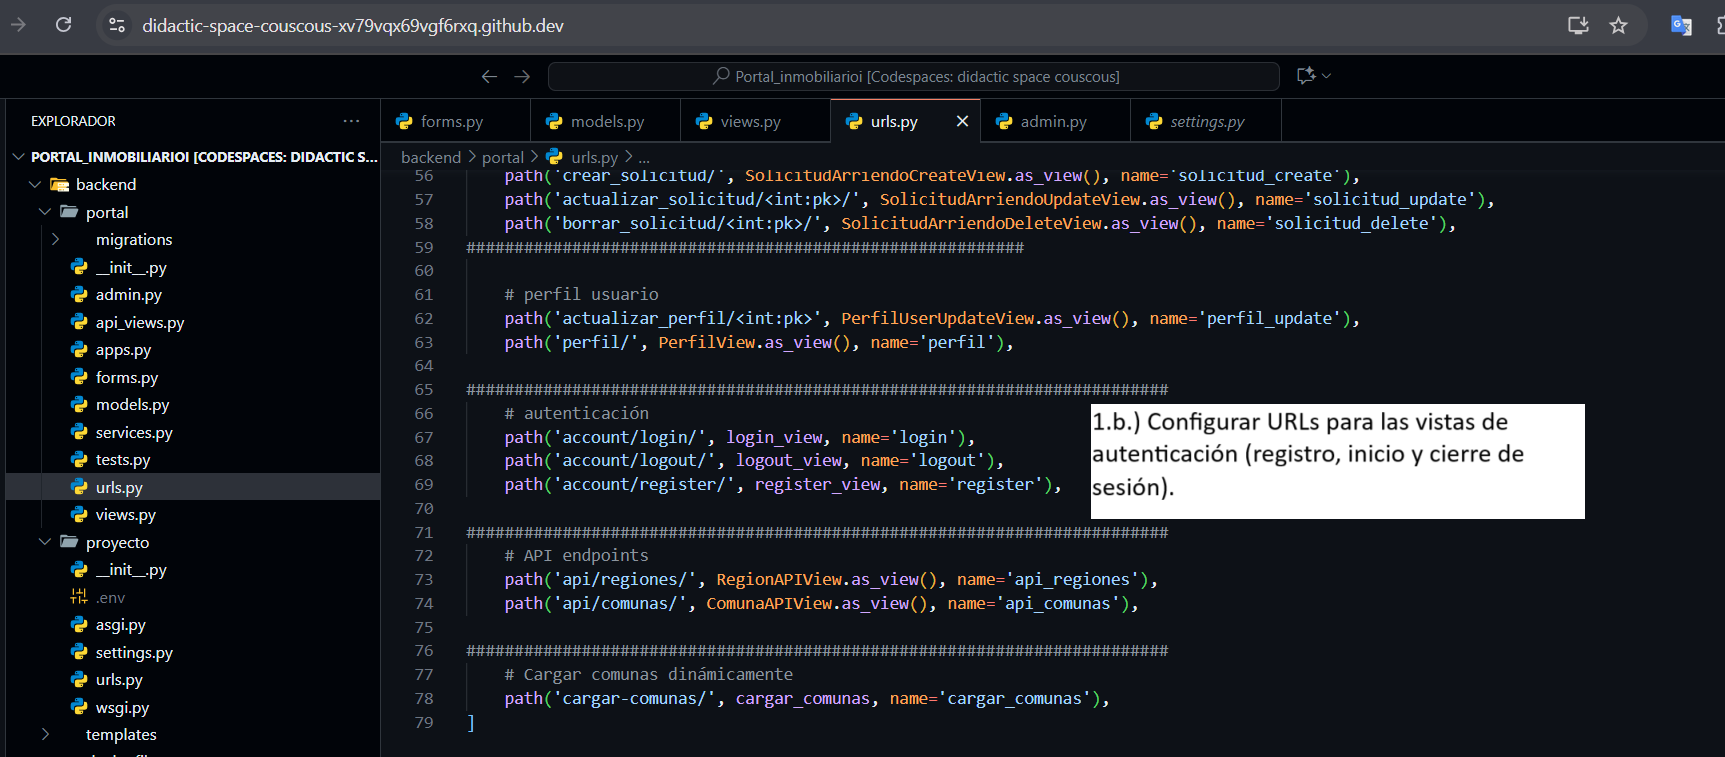 didactic-space-couscous-xv79vqx69vgf6rxq.github.dev
Portal_inmobiliarioi [Codespaces: didactic space couscous]
EXPLORADOR
...
PORTAL_INMOBILIARIOI [CODESPACES: DIDACTIC S...
backend
portal
migrations
__init__.py
admin.py
api_views.py
apps.py
forms.py
models.py
services.py
tests.py
urls.py
views.py
proyecto
__init__.py
.env
asgi.py
settings.py
urls.py
wsgi.py
templates
forms.py
models.py
views.py
urls.py
admin.py
settings.py
backend > portal > urls.py > ...
56 path('crear_solicitud/', SolicitudArriendoCreateView.as_view(), name='solicitud_create'),
57 path('actualizar_solicitud/<int:pk>/', SolicitudArriendoUpdateView.as_view(), name='solicitud_update'),
58 path('borrar_solicitud/<int:pk>/', SolicitudArriendoDeleteView.as_view(), name='solicitud_delete'),
59 ##########################################################
60
61 # perfil usuario
62 path('actualizar_perfil/<int:pk>', PerfilUserUpdateView.as_view(), name='perfil_update'),
63 path('perfil/', PerfilView.as_view(), name='perfil'),
64
65 #########################################################################
66 # autenticación
67 path('account/login/', login_view, name='login'),
68 path('account/logout/', logout_view, name='logout'),
69 path('account/register/', register_view, name='register'),
70
71 #########################################################################
72 # API endpoints
73 path('api/regiones/', RegionAPIView.as_view(), name='api_regiones'),
74 path('api/comunas/', ComunaAPIView.as_view(), name='api_comunas'),
75
76 #########################################################################
77 # Cargar comunas dinámicamente
78 path('cargar-comunas/', cargar_comunas, name='cargar_comunas'),
79 ]
1.b.) Configurar URLs para las vistas de
autenticación (registro, inicio y cierre de
sesión).